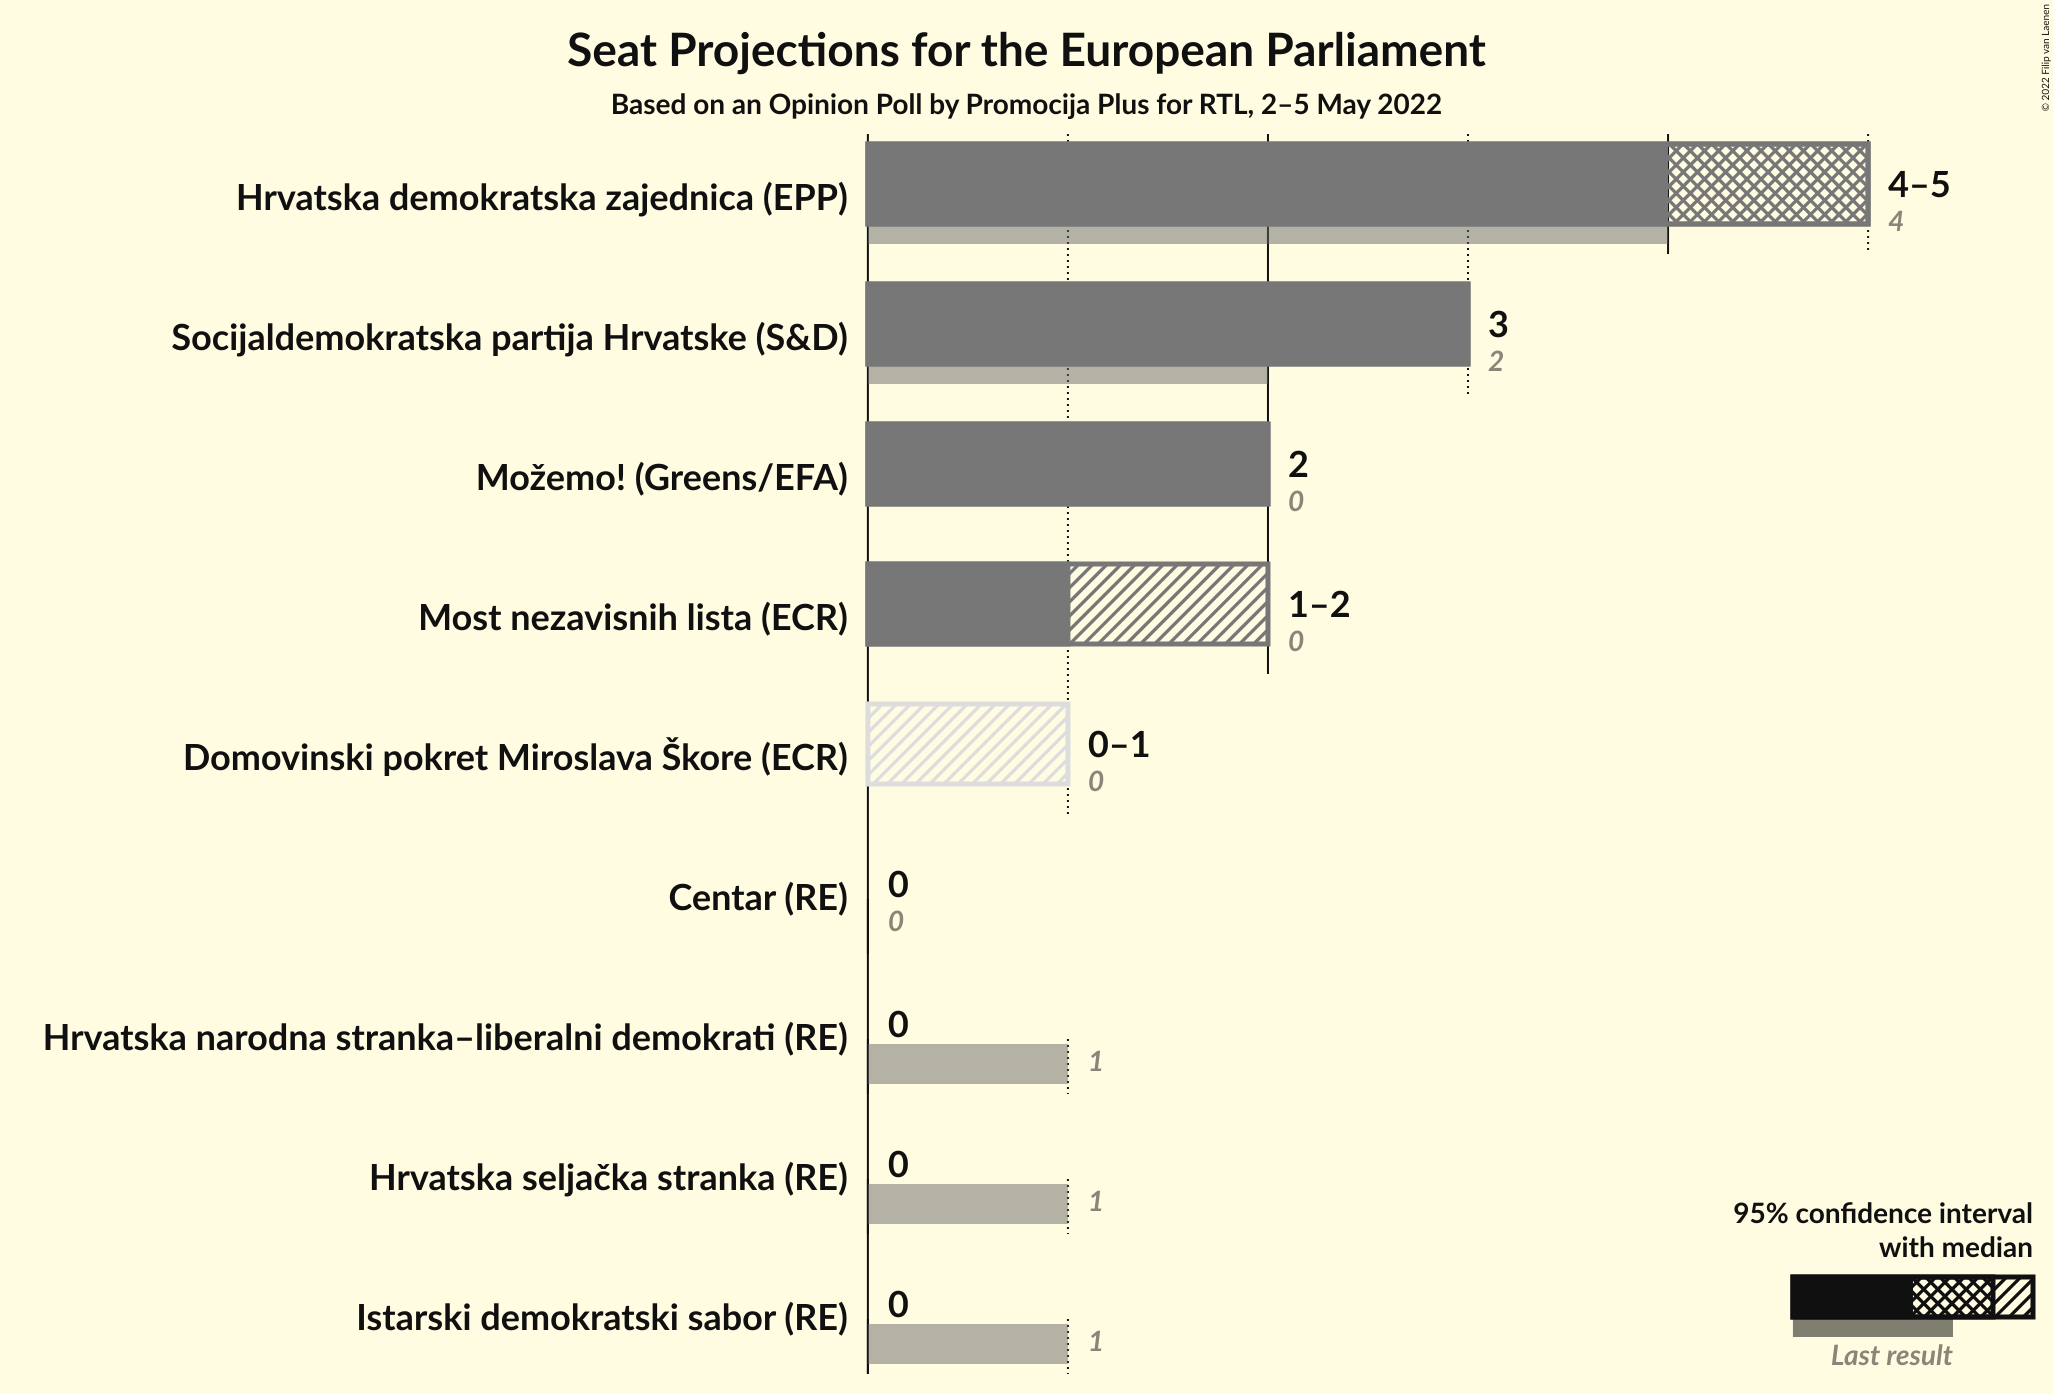 Seat Projections for the European Parliament
Based on an Opinion Poll by Promocija Plus for RTL, 2–5 May 2022
© 2022 Filip van Laenen
Hrvatska demokratska zajednica (EPP)
4–5
4
Socijaldemokratska partija Hrvatske (S&D)
3
2
Možemo! (Greens/EFA)
2
0
Most nezavisnih lista (ECR)
1–2
0
Domovinski pokret Miroslava Škore (ECR)
0–1
0
Centar (RE)
0
0
Hrvatska narodna stranka–liberalni demokrati (RE)
0
1
Hrvatska seljačka stranka (RE)
0
1
Istarski demokratski sabor (RE)
0
1
95% confidence interval
with median
Last result